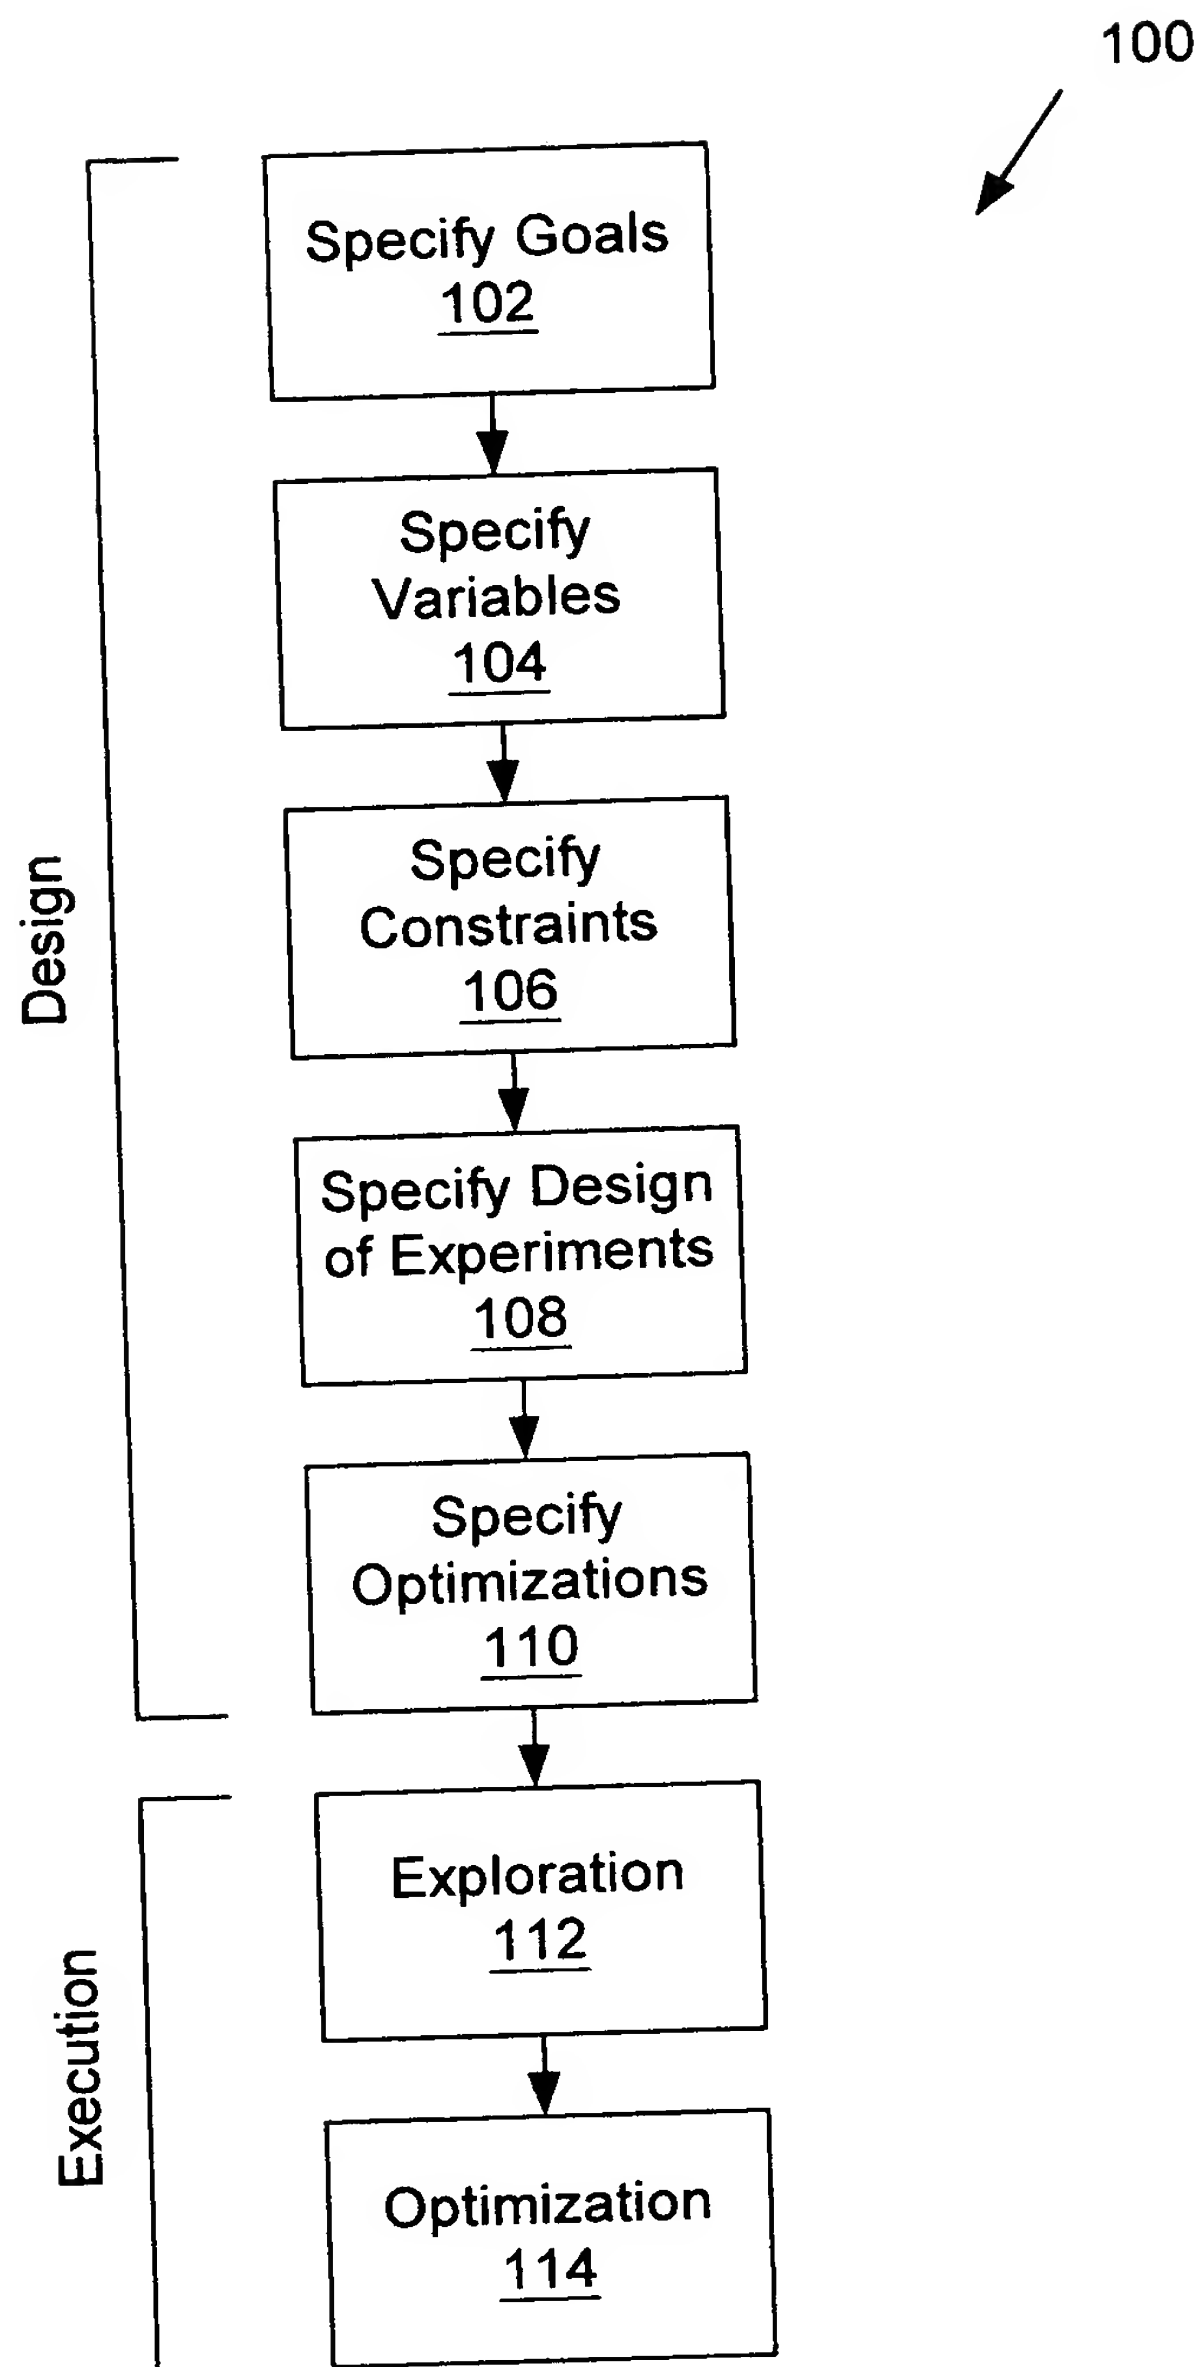 100
Specify Goals
102
Specify
Variables
104
Specify
Constraints
106
Specify Design
of Experiments
108
Specify
Optimizations
110
Design
Exploration
112
Optimization
114
Execution